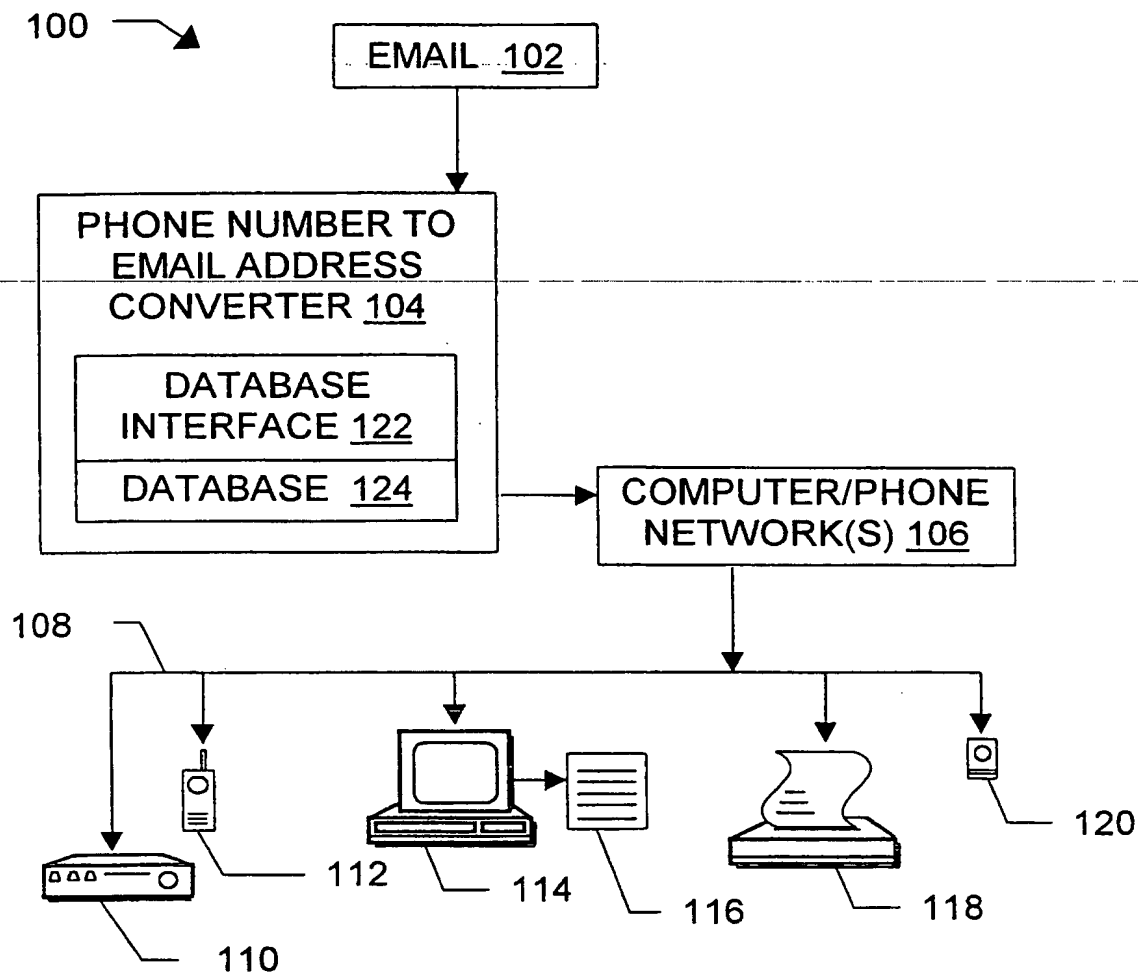 100
EMAIL 102
PHONE NUMBER TO
EMAIL ADDRESS
CONVERTER 104
DATABASE
INTERFACE 122
DATABASE 124
COMPUTER/PHONE
NETWORK(S) 106
108
110
112
114
116
118
120